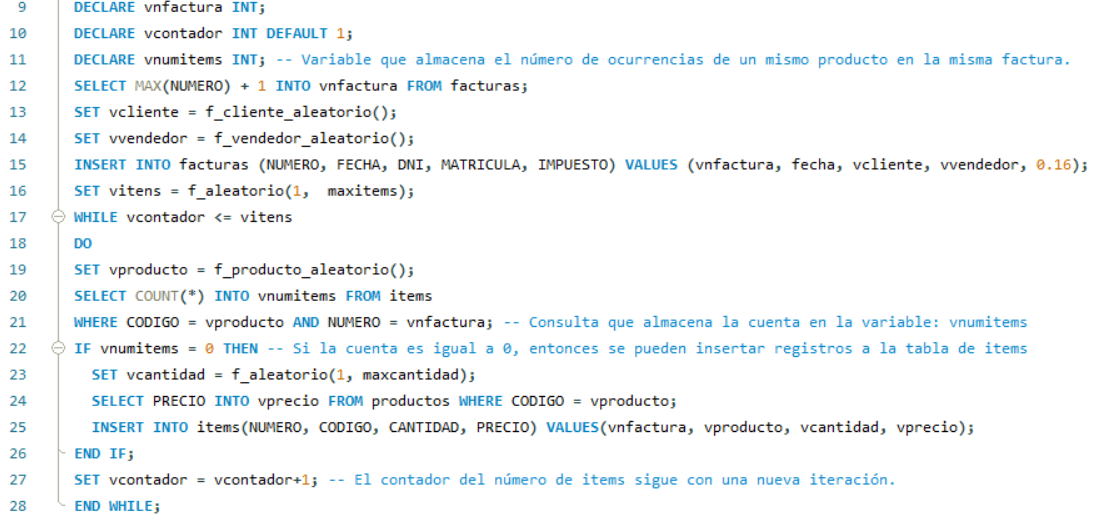 9 DECLARE vnfactura INT;
10 DECLARE vcontador INT DEFAULT 1;
11 DECLARE vnumitems INT; -- Variable que almacena el número de ocurrencias de un mismo producto en la misma factura.
12 SELECT MAX(NUMERO) + 1 INTO vnfactura FROM facturas;
13 SET vcliente = f_cliente_aleatorio();
14 SET vvendedor = f_vendedor_aleatorio();
15 INSERT INTO facturas (NUMERO, FECHA, DNI, MATRICULA, IMPUESTO) VALUES (vnfactura, fecha, vcliente, vvendedor, 0.16);
16 SET vitens = f_aleatorio(1,  maxitems);
17 WHILE vcontador <= vitens
18 DO
19 SET vproducto = f_producto_aleatorio();
20 SELECT COUNT(*) INTO vnumitems FROM items
21 WHERE CODIGO = vproducto AND NUMERO = vnfactura; -- Consulta que almacena la cuenta en la variable: vnumitems
22 IF vnumitems = 0 THEN -- Si la cuenta es igual a 0, entonces se pueden insertar registros a la tabla de items
23 SET vcantidad = f_aleatorio(1, maxcantidad);
24 SELECT PRECIO INTO vprecio FROM productos WHERE CODIGO = vproducto;
25 INSERT INTO items(NUMERO, CODIGO, CANTIDAD, PRECIO) VALUES(vnfactura, vproducto, vcantidad, vprecio);
26 END IF;
27 SET vcontador = vcontador+1; -- El contador del número de items sigue con una nueva iteración.
28 END WHILE;